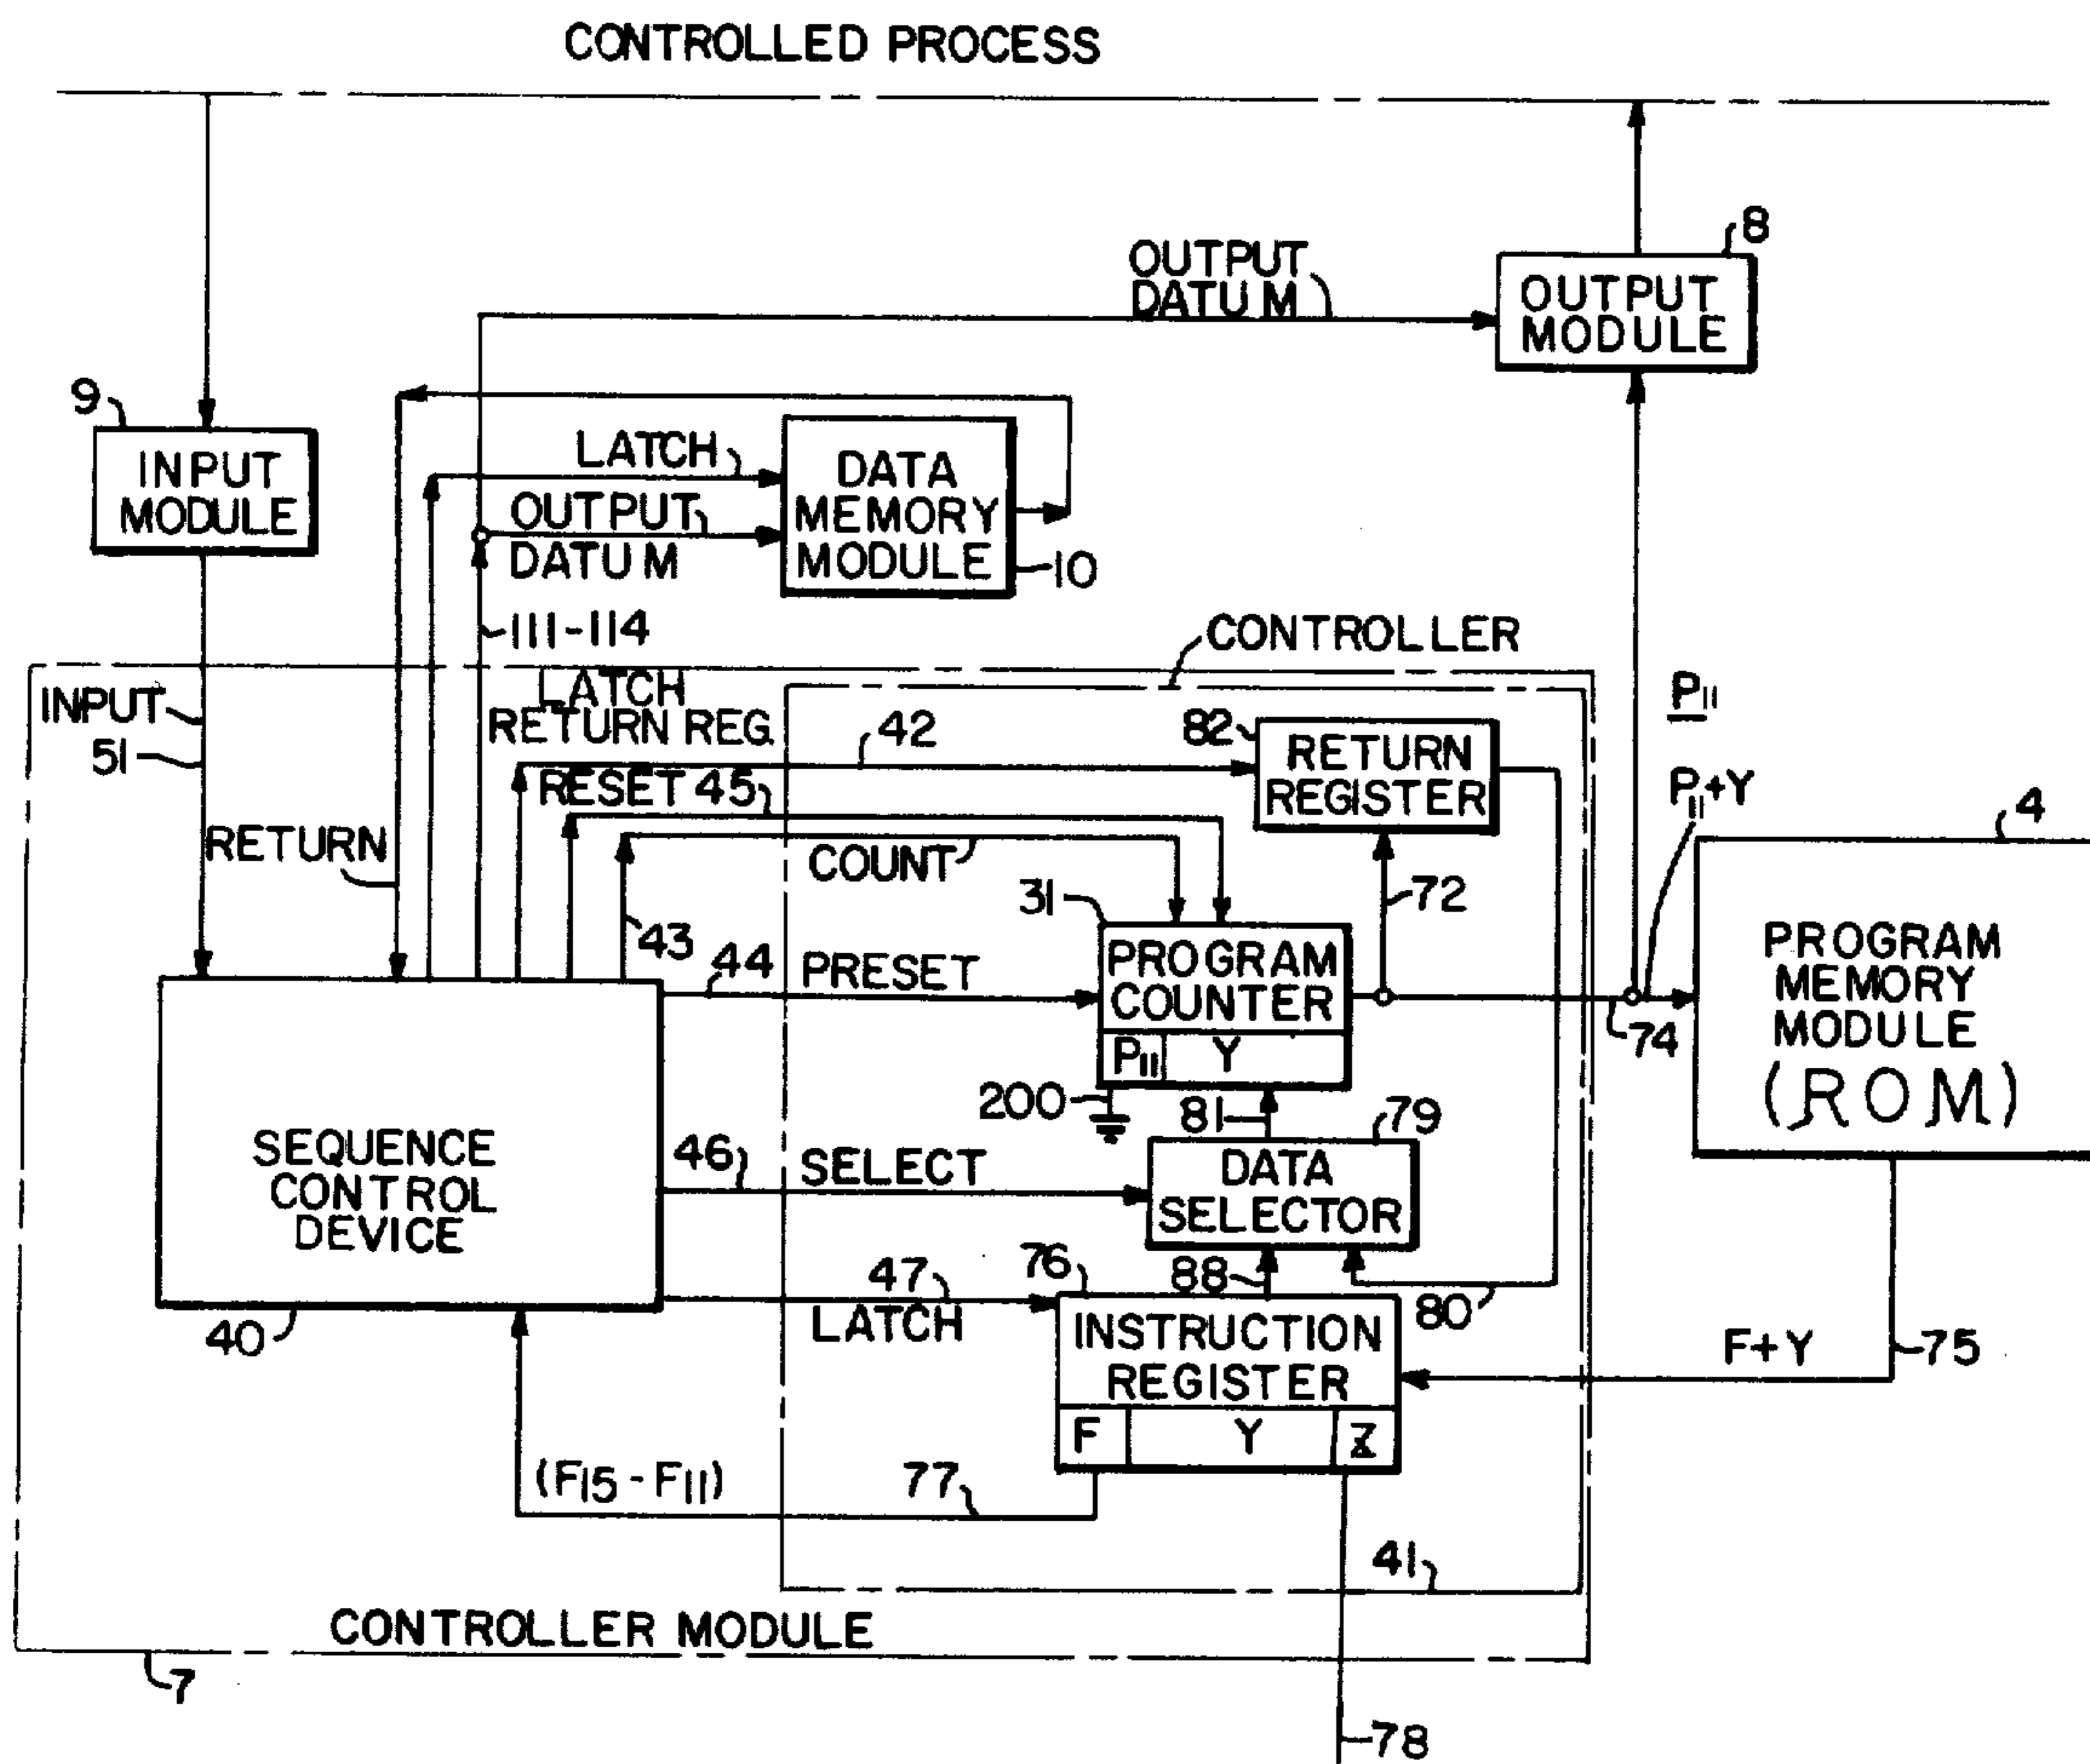 CONTROLLED PROCESS
8
OUTPUT
DATUM
OUTPUT
MODULE
9
INPUT
MODULE
LATCH
OUTPUT
DATUM
DATA
MEMORY
MODULE
10
111-114
CONTROLLER
INPUT
51
LATCH
RETURN REG.
42
82
RETURN
REGISTER
P11
P11+Y
4
RESET 45
RETURN
COUNT
43
31
72
44
PRESET
PROGRAM
COUNTER
P11
Y
74
PROGRAM
MEMORY
MODULE
(ROM)
200
81
79
SEQUENCE
CONTROL
DEVICE
46
SELECT
DATA
SELECTOR
47
LATCH
76
88
80
40
INSTRUCTION
REGISTER
F+Y
75
F
Y
(F15-F11)
77
41
CONTROLLER MODULE
7
78